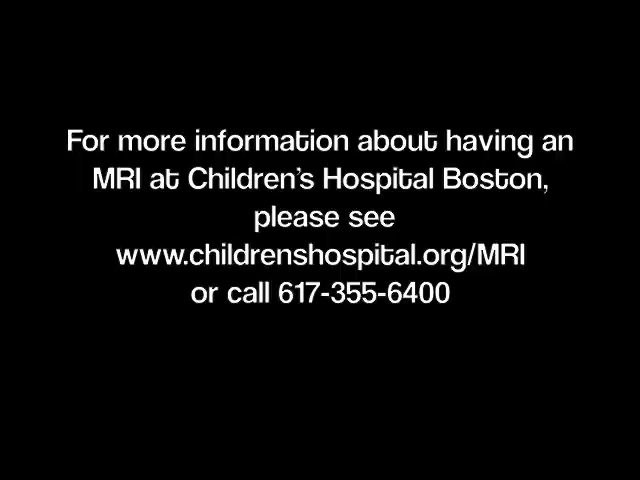 For more information about having an
MRI at Children's Hospital Boston,
please see
www.childrenshospital.org/MRI
or call 617-355-6400